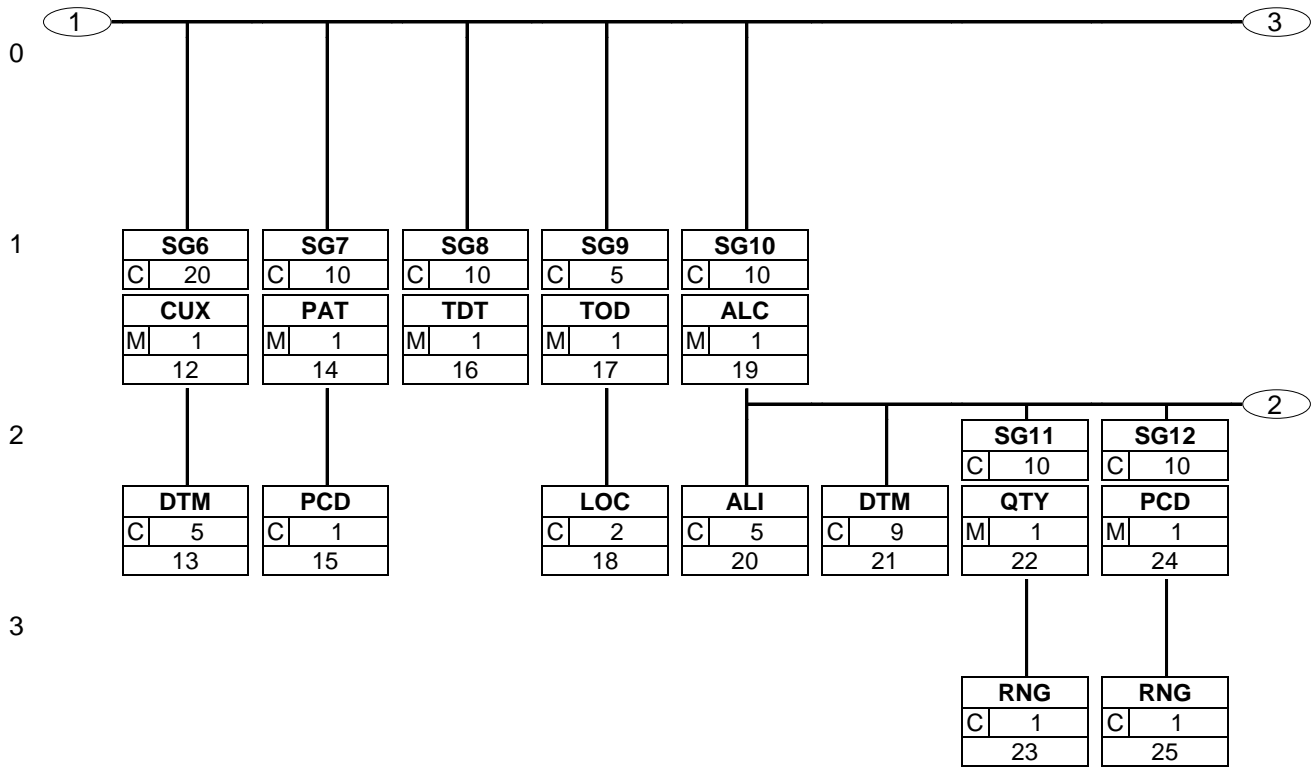 1 3
0
1 SG6 SG7 SG8 SG9 SG10
C 20 C 10 C 10 C 5 C 10
CUX PAT TDT TOD ALC
M 1 M 1 M 1 M 1 M 1
12 14 16 17 19
2
2 SG11 SG12
C 10 C 10
DTM PCD LOC ALI DTM QTY PCD
C 5 C 1 C 2 C 5 C 9 M 1 M 1
13 15 18 20 21 22 24
3
RNG RNG
C 1 C 1
23 25